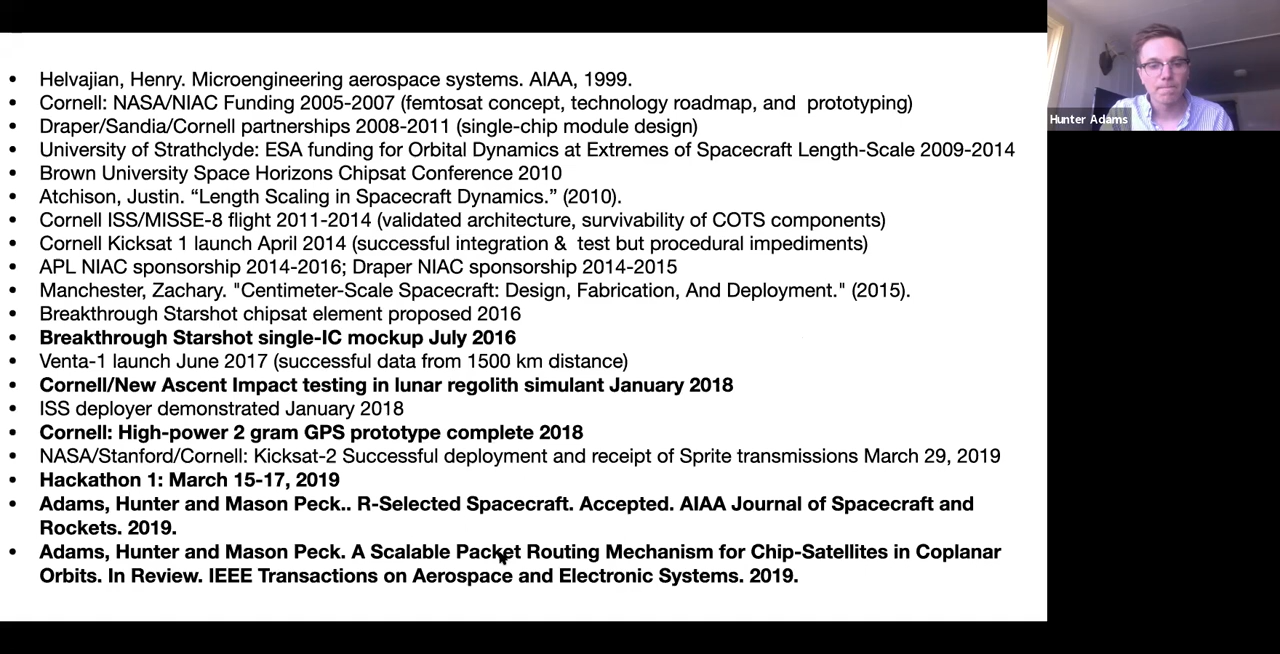 • Helvajian, Henry. Microengineering aerospace systems. AIAA, 1999.
• Cornell: NASA/NIAC Funding 2005-2007 (femtosat concept, technology roadmap, and  prototyping)
• Draper/Sandia/Cornell partnerships 2008-2011 (single-chip module design)
• University of Strathclyde: ESA funding for Orbital Dynamics at Extremes of Spacecraft Length-Scale 2009-2014
• Brown University Space Horizons Chipsat Conference 2010
• Atchison, Justin. “Length Scaling in Spacecraft Dynamics.” (2010).
• Cornell ISS/MISSE-8 flight 2011-2014 (validated architecture, survivability of COTS components)
• Cornell Kicksat 1 launch April 2014 (successful integration &  test but procedural impediments)
• APL NIAC sponsorship 2014-2016; Draper NIAC sponsorship 2014-2015
• Manchester, Zachary. "Centimeter-Scale Spacecraft: Design, Fabrication, And Deployment." (2015).
• Breakthrough Starshot chipsat element proposed 2016
• Breakthrough Starshot single-IC mockup July 2016
• Venta-1 launch June 2017 (successful data from 1500 km distance)
• Cornell/New Ascent Impact testing in lunar regolith simulant January 2018
• ISS deployer demonstrated January 2018
• Cornell: High-power 2 gram GPS prototype complete 2018
• NASA/Stanford/Cornell: Kicksat-2 Successful deployment and receipt of Sprite transmissions March 29, 2019
• Hackathon 1: March 15-17, 2019
• Adams, Hunter and Mason Peck.. R-Selected Spacecraft. Accepted. AIAA Journal of Spacecraft and
Rockets. 2019.
• Adams, Hunter and Mason Peck. A Scalable Packet Routing Mechanism for Chip-Satellites in Coplanar
Orbits. In Review. IEEE Transactions on Aerospace and Electronic Systems. 2019.
Hunter Adams